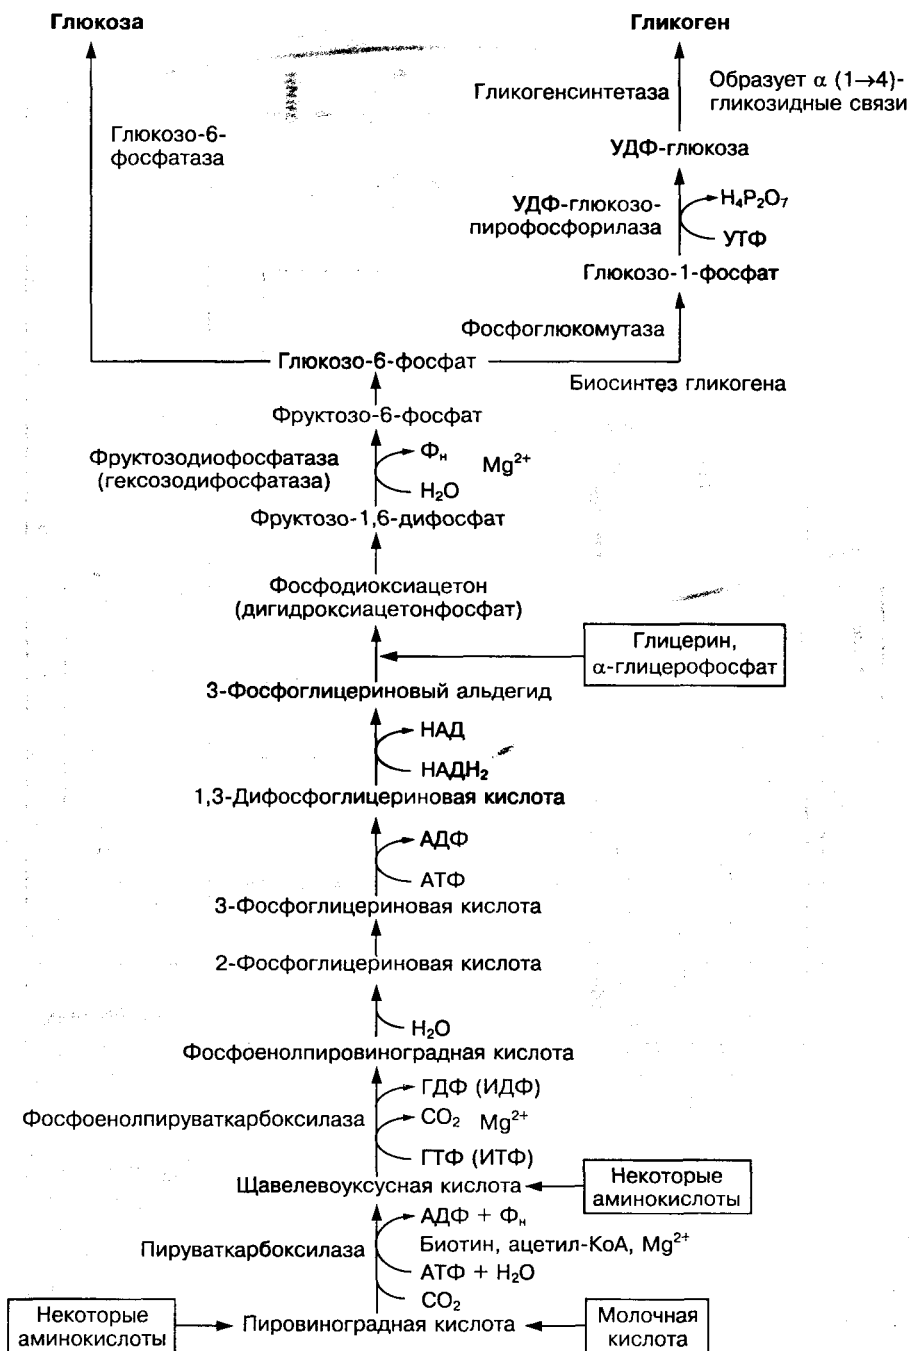 Глюкоза
Гликоген
Гликогенсинтетаза
Образует α (1→4)-
гликозидные связи
Глюкозо-6-
фосфатаза
УДФ-глюкоза
УДФ-глюкозо-
пирофосфорилаза
H₄P₂O₇
УТФ
Глюкозо-1-фосфат
Фосфоглюкомутаза
Глюкозо-6-фосфат
Биосинтез гликогена
Фруктозо-6-фосфат
Фруктозодиофосфатаза
(гексозодифосфатаза)
Фн
Mg²⁺
H₂O
Фруктозо-1,6-дифосфат
Фосфодиоксиацетон
(дигидроксиацетонфосфат)
Глицерин,
α-глицерофосфат
3-Фосфоглицериновый альдегид
НАД
НАДН₂
1,3-Дифосфоглицериновая кислота
АДФ
АТФ
3-Фосфоглицериновая кислота
2-Фосфоглицериновая кислота
H₂O
Фосфоенолпировиноградная кислота
ГДФ (ИДФ)
Фосфоенолпируваткарбоксилаза
CO₂ Mg²⁺
ГТФ (ИТФ)
Щавелевоуксусная кислота
Некоторые
аминокислоты
АДФ + Фн
Пируваткарбоксилаза
Биотин, ацетил-КоА, Mg²⁺
АТФ + H₂O
CO₂
Некоторые
аминокислоты
Пировиноградная кислота
Молочная
кислота